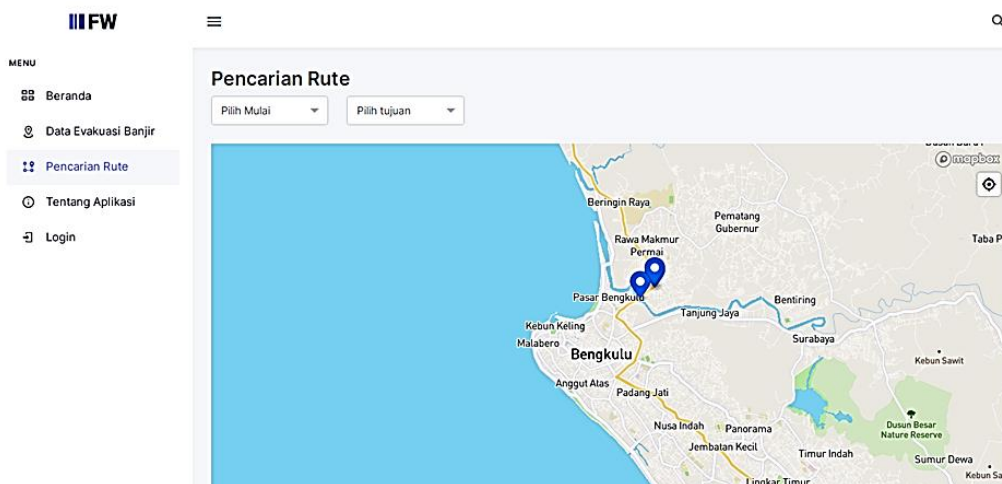 FW
MENU
Beranda
Data Evakuasi Banjir
Pencarian Rute
Tentang Aplikasi
Login
Pencarian Rute
Pilih Mulai
Pilih tujuan
mapbox
Beringin Raya
Pematang
Gubernur
Rawa Makmur
Permai
Taba P
Pasar Bengkulu
Bentiring
Tanjung Jaya
Kebun Keling
Surabaya
Malabero
Bengkulu
Kebun Sawit
Anggut Atas
Padang Jati
Dusun Besar
Nature Reserve
Nusa Indah
Panorama
Jembatan Kecil
Timur Indah
Sumur Dewa
Kebun Sa
Lingkar Timur